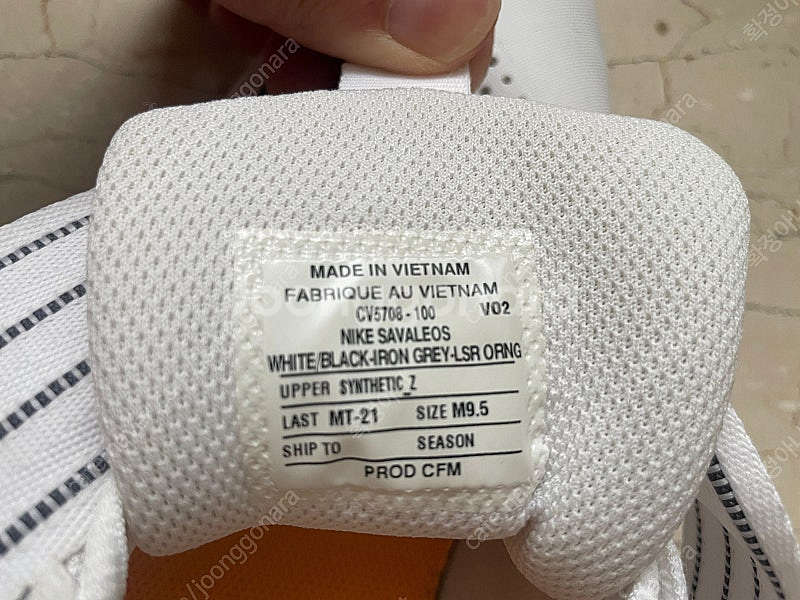 MADE IN VIETNAM
FABRIQUE AU VIETNAM
CV5708-100 V02
NIKE SAVALEOS
WHITE/BLACK-IRON GREY-LSR ORNG
UPPER SYNTHETIC_Z
LAST MT-21 SIZE M9.5
SHIP TO SEASON
PROD CFM